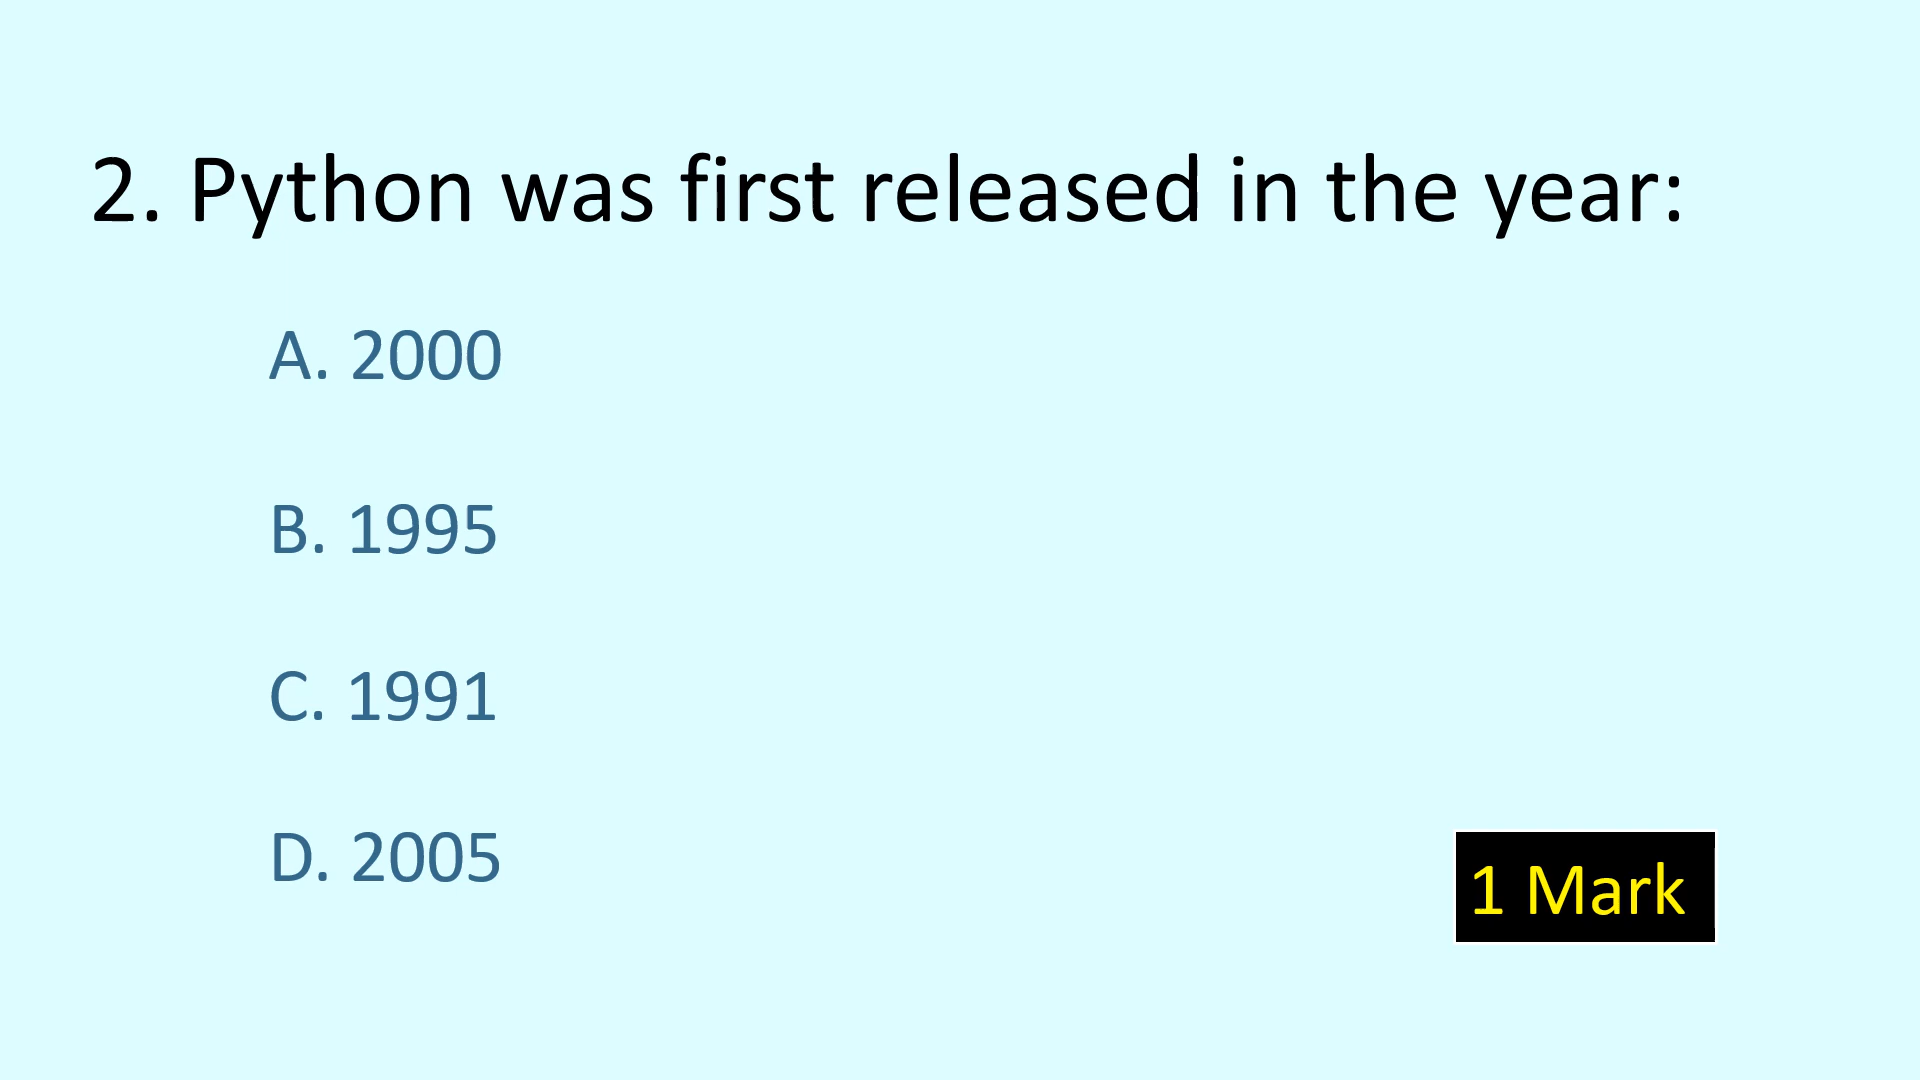 2. Python was first released in the year:
A. 2000
B. 1995
C. 1991
D. 2005
1 Mark